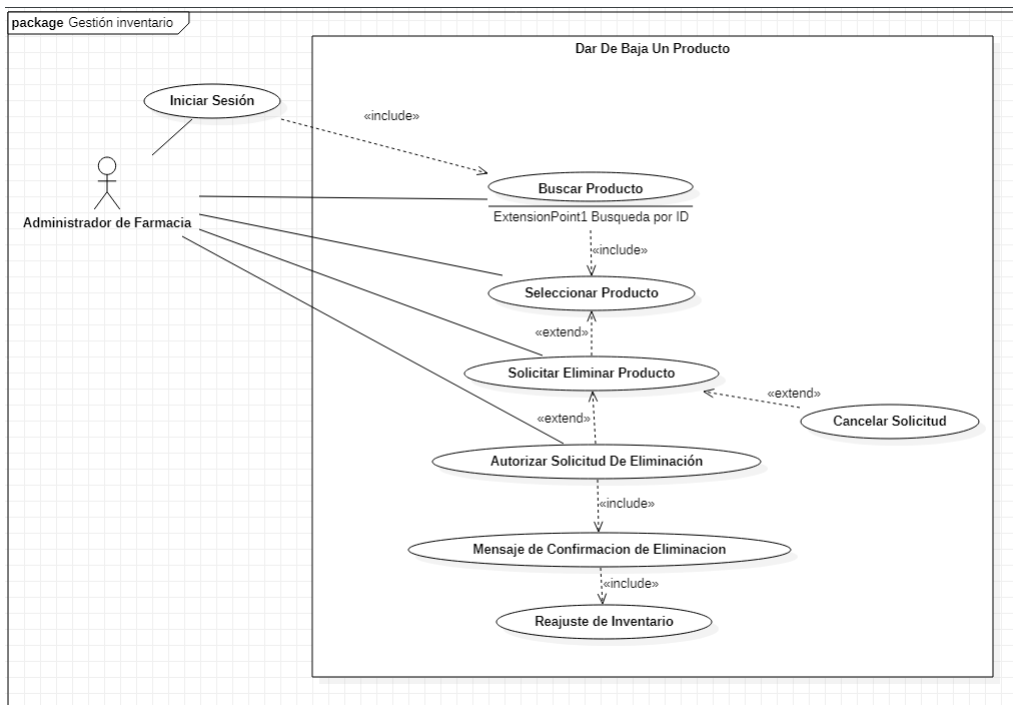 package Gestión inventario
Dar De Baja Un Producto
Iniciar Sesión
«include»
Buscar Producto
ExtensionPoint1 Busqueda por ID
Administrador de Farmacia
«include»
Seleccionar Producto
«extend»
Solicitar Eliminar Producto
«extend»
Cancelar Solicitud
«extend»
Autorizar Solicitud De Eliminación
«include»
Mensaje de Confirmacion de Eliminacion
«include»
Reajuste de Inventario